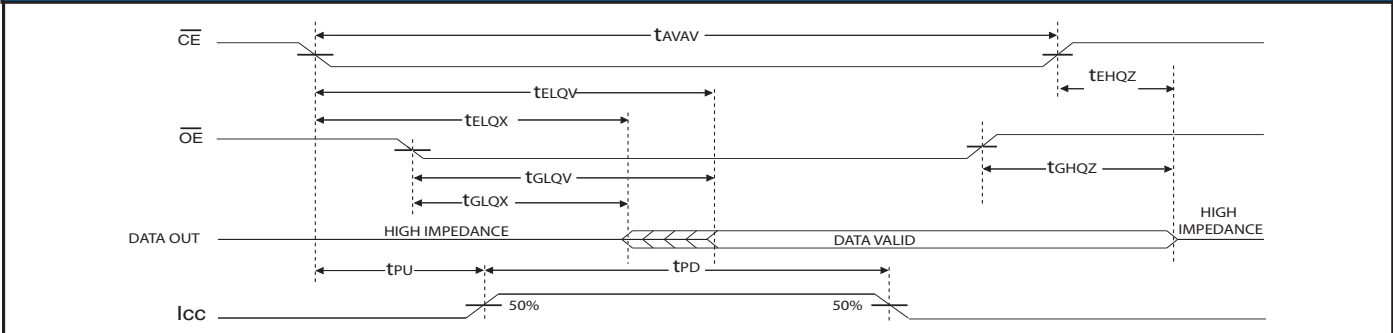 CE
tAVAV
tEHQZ
tELQV
tELQX
OE
tGLQV
tGHQZ
tGLQX
DATA OUT
HIGH IMPEDANCE
DATA VALID
HIGH
IMPEDANCE
tPU
tPD
Icc
50%
50%